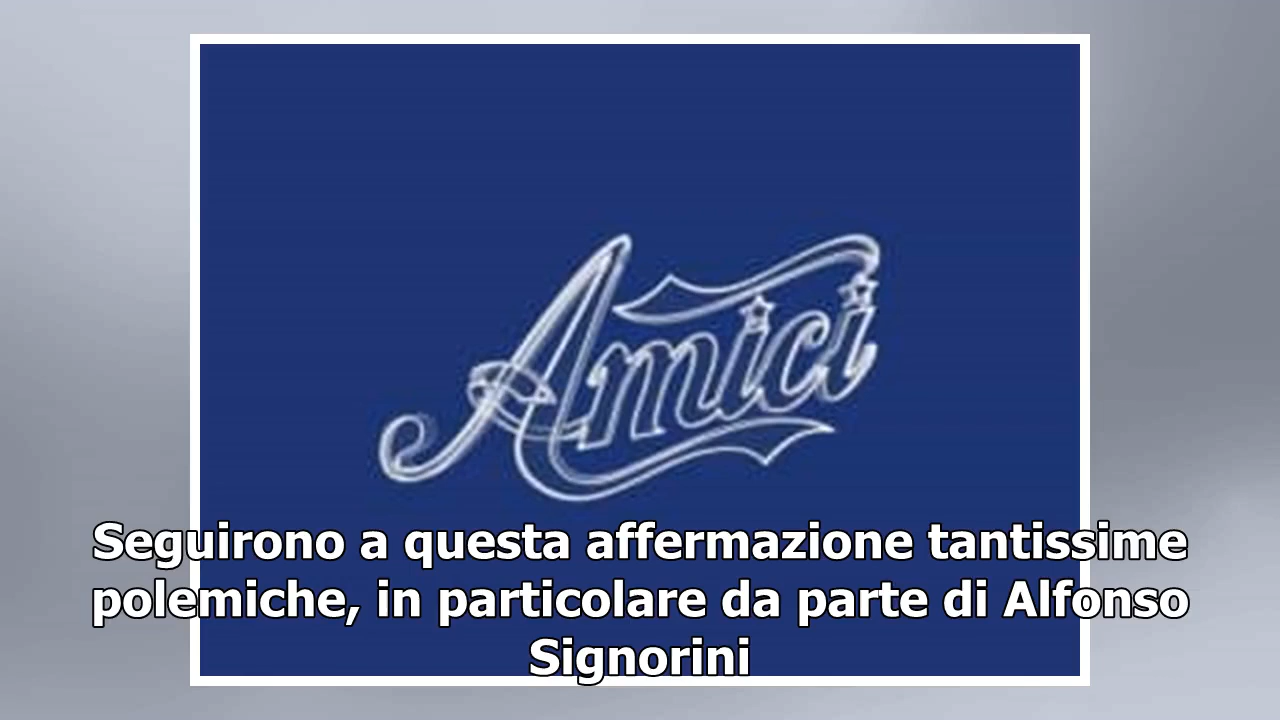 Amici
Seguirono a questa affermazione tantissime
polemiche, in particolare da parte di Alfonso
Signorini